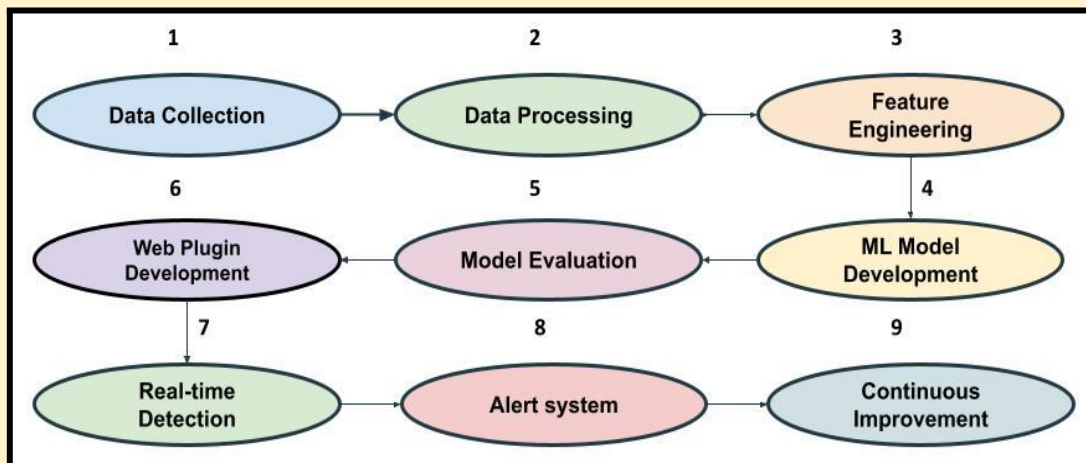 1
2
3
Data Collection
Data Processing
Feature
Engineering
6
5
4
Web Plugin
Development
Model Evaluation
ML Model
Development
7
8
9
Real-time
Detection
Alert system
Continuous
Improvement